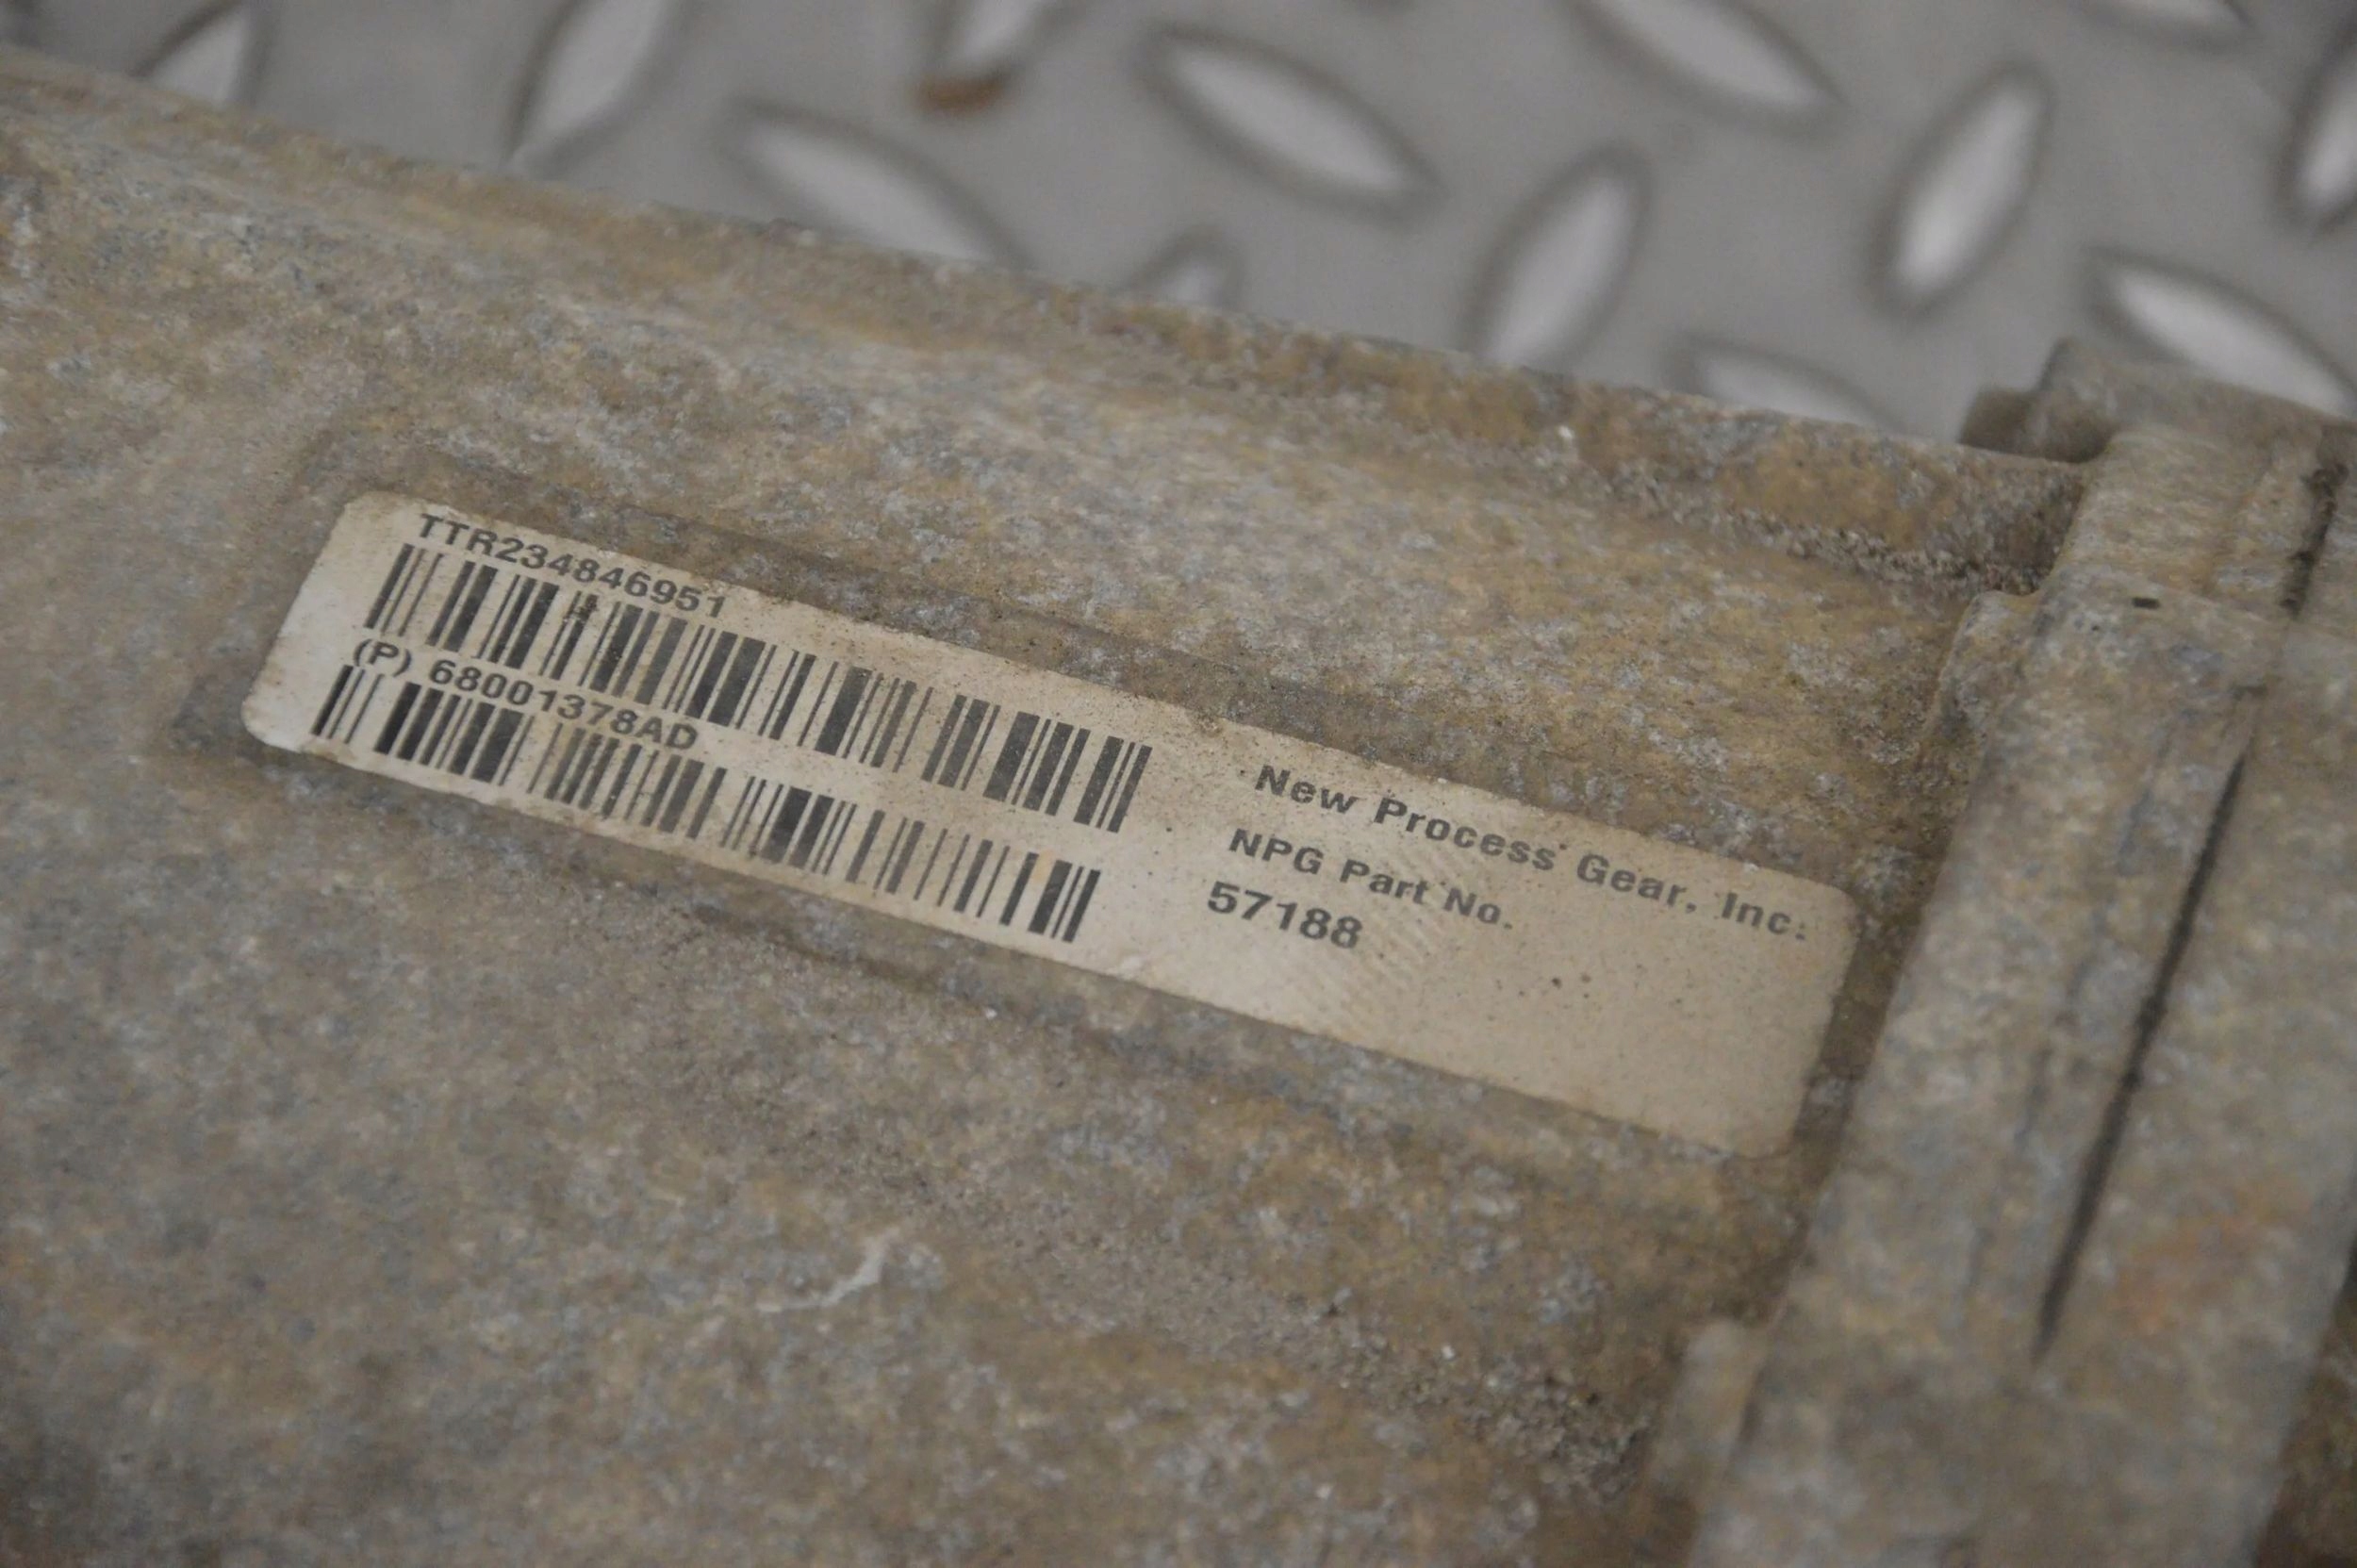 TTR234846951
(P) 68001378AD
New Process Gear, Inc.
NPG Part No.
57188